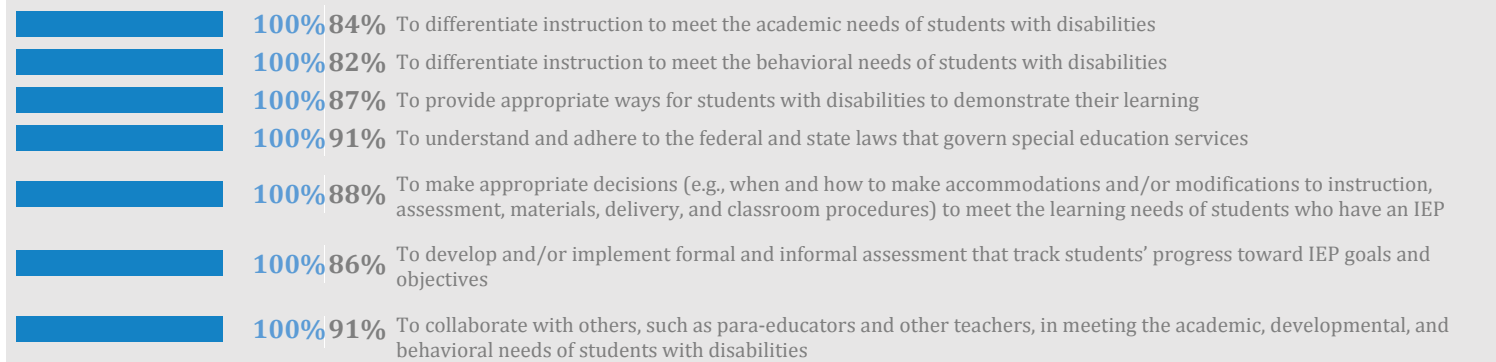 100% 84% To differentiate instruction to meet the academic needs of students with disabilities
100% 82% To differentiate instruction to meet the behavioral needs of students with disabilities
100% 87% To provide appropriate ways for students with disabilities to demonstrate their learning
100% 91% To understand and adhere to the federal and state laws that govern special education services
100% 88% To make appropriate decisions (e.g., when and how to make accommodations and/or modifications to instruction,
assessment, materials, delivery, and classroom procedures) to meet the learning needs of students who have an IEP
100% 86% To develop and/or implement formal and informal assessment that track students’ progress toward IEP goals and
objectives
100% 91% To collaborate with others, such as para-educators and other teachers, in meeting the academic, developmental, and
behavioral needs of students with disabilities